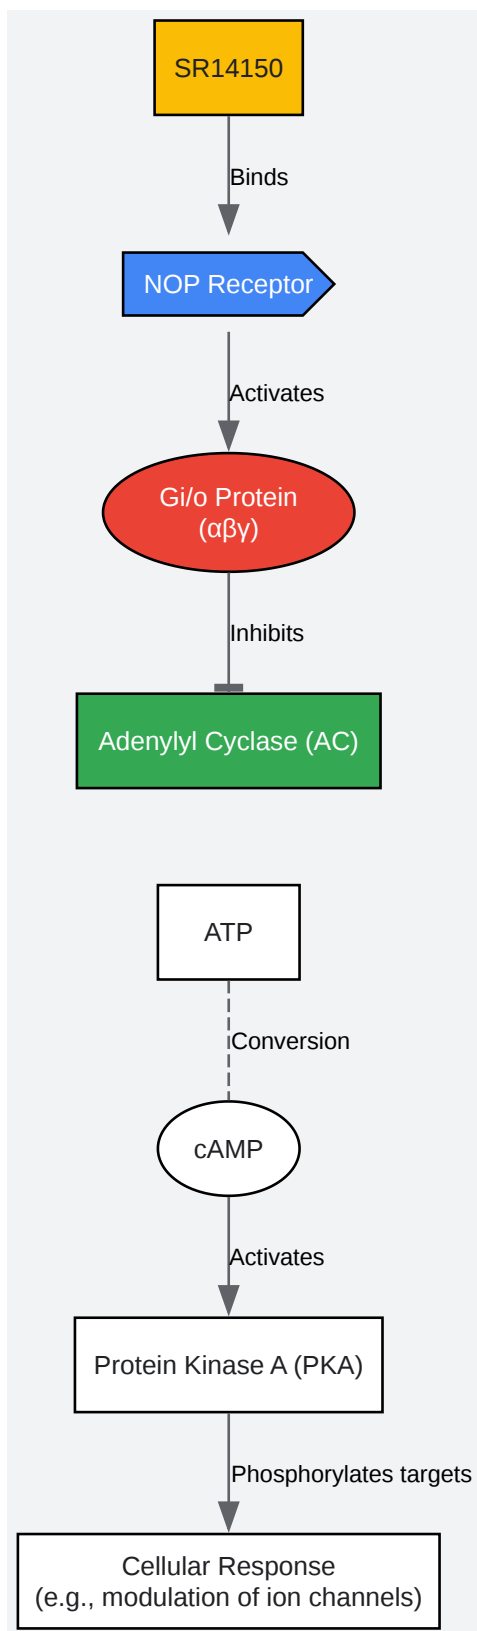 SR14150
Binds
NOP Receptor
Activates
Gi/o Protein
(αβγ)
Inhibits
Adenylyl Cyclase (AC)
ATP
Conversion
cAMP
Activates
Protein Kinase A (PKA)
Phosphorylates targets
Cellular Response
(e.g., modulation of ion channels)